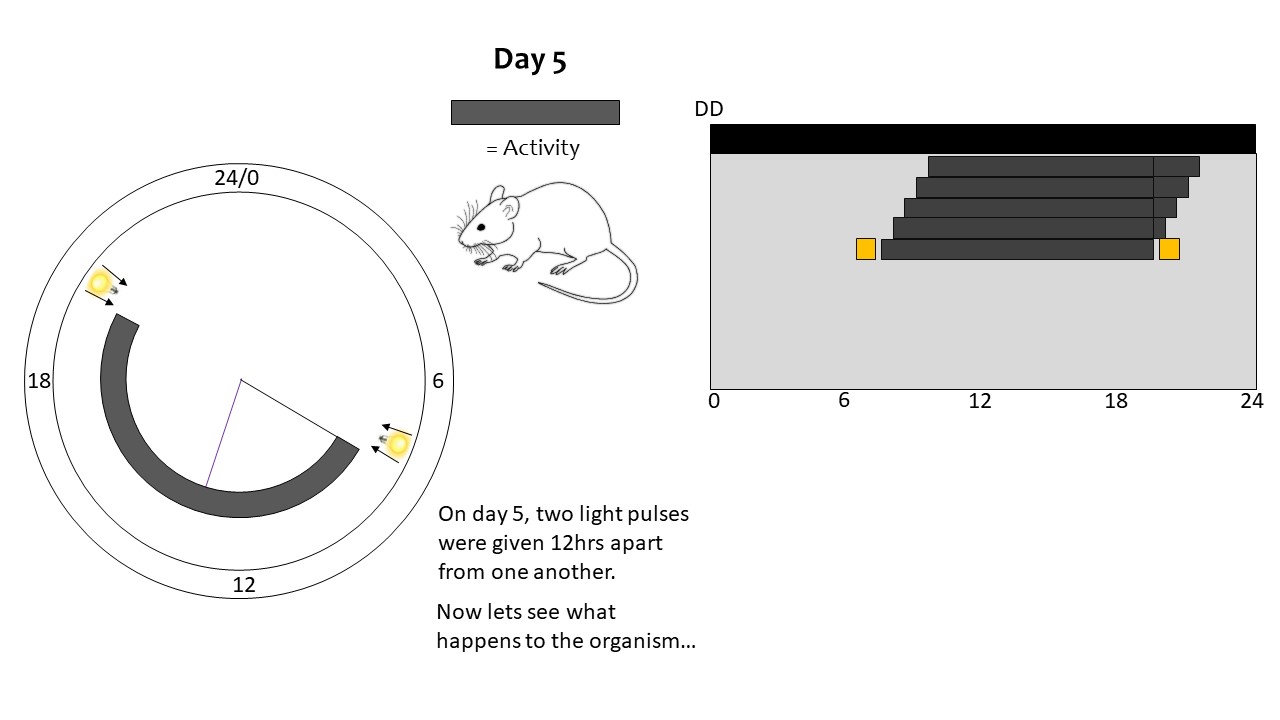 Day 5
= Activity
DD
24/0
18
6
12
0
6
12
18
24
On day 5, two light pulses
were given 12hrs apart
from one another.
Now lets see what
happens to the organism...